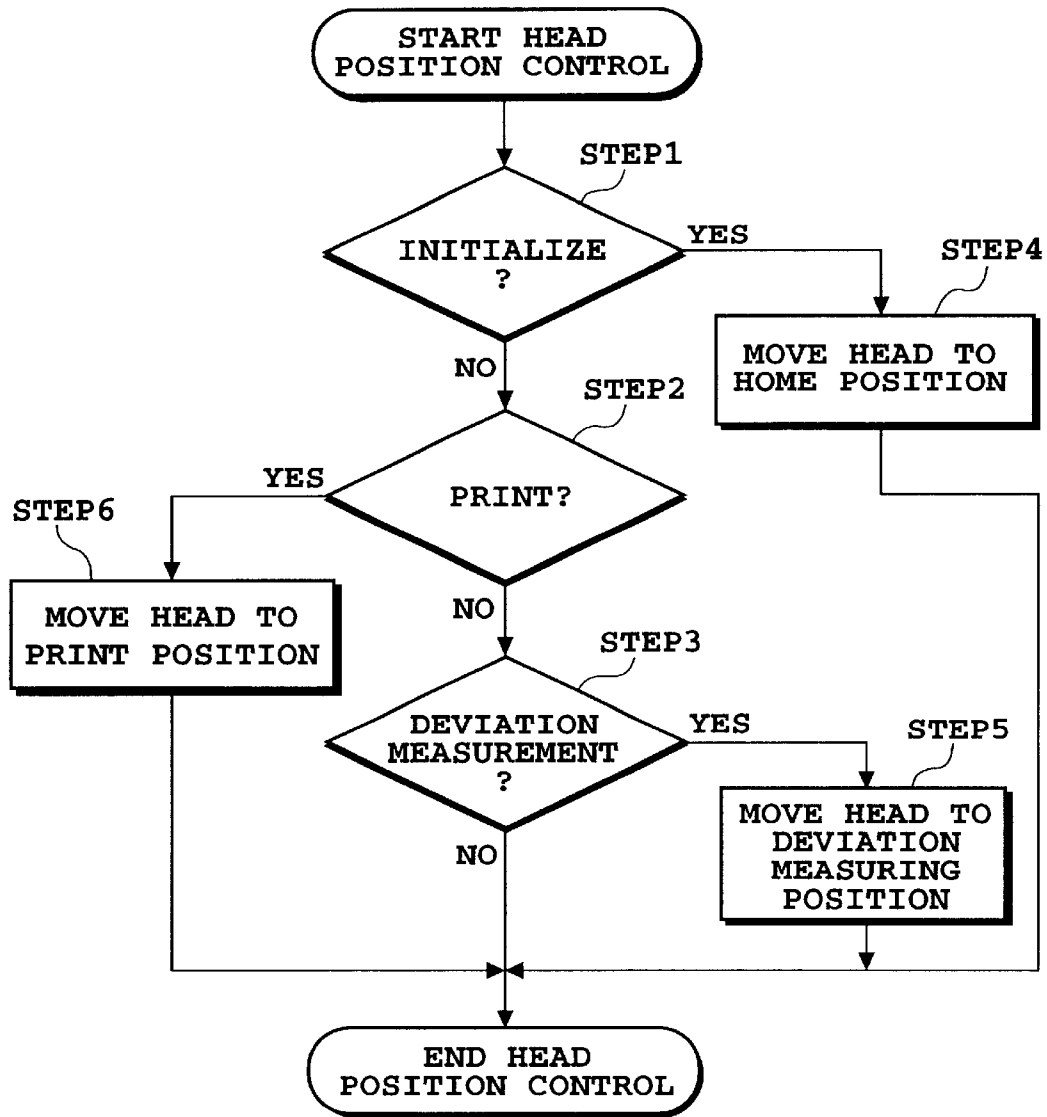 START HEAD
POSITION CONTROL
STEP1
INITIALIZE
?
YES
STEP4
MOVE HEAD TO
HOME POSITION
NO
STEP2
PRINT?
YES
STEP6
MOVE HEAD TO
PRINT POSITION
NO
STEP3
DEVIATION
MEASUREMENT
?
YES
STEP5
MOVE HEAD TO
DEVIATION
MEASURING
POSITION
NO
END HEAD
POSITION CONTROL